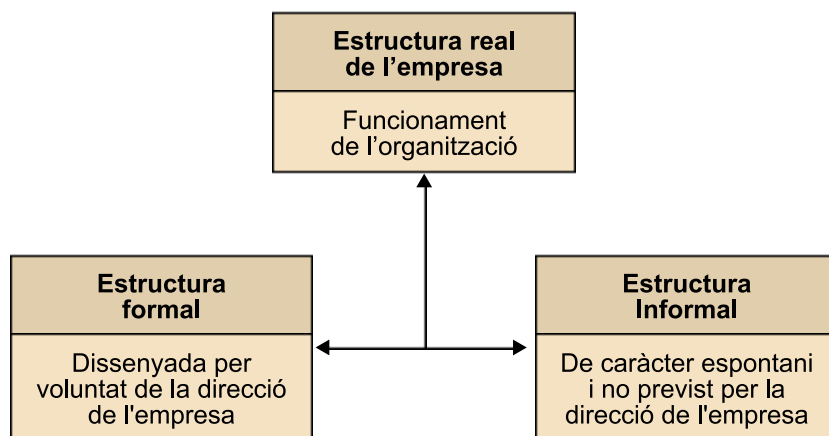 Estructura real
de l’empresa
Funcionament
de l’organització
Estructura
formal
Dissenyada per
voluntat de la direcció
de l'empresa
Estructura
Informal
De caràcter espontani
i no previst per la
direcció de l'empresa